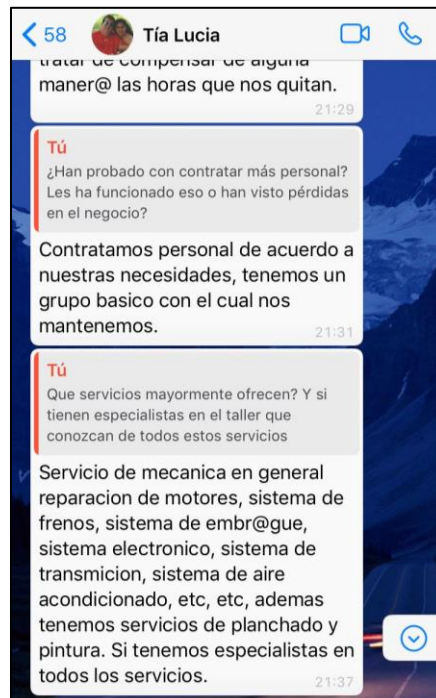 58
Tía Lucia
tratar de compensar de alguna
maner@ las horas que nos quitan.
21:29
Tú
¿Han probado con contratar más personal?
Les ha funcionado eso o han visto pérdidas
en el negocio?
Contratamos personal de acuerdo a
nuestras necesidades, tenemos un
grupo basico con el cual nos
mantenemos.
21:31
Tú
Que servicios mayormente ofrecen? Y si
tienen especialistas en el taller que
conozcan de todos estos servicios
Servicio de mecanica en general
reparacion de motores, sistema de
frenos, sistema de embr@gue,
sistema electronico, sistema de
transmicion, sistema de aire
acondicionado, etc, etc, ademas
tenemos servicios de planchado y
pintura. Si tenemos especialistas en
todos los servicios.
21:37